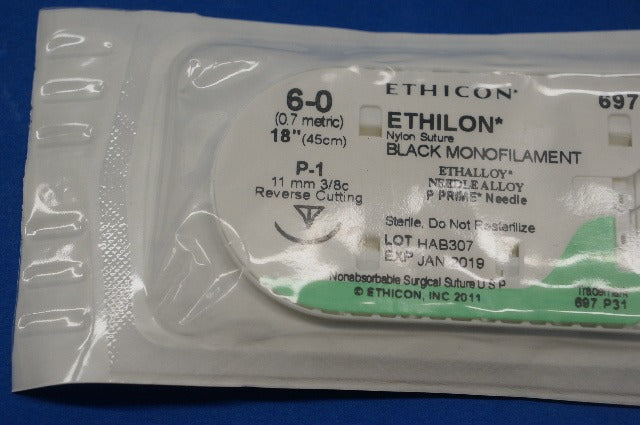 6-0
(0.7 metric)
18" (45cm)
P-1
11 mm 3/8c
Reverse Cutting
ETHICON*
697
ETHILON*
Nylon Suture
BLACK MONOFILAMENT
ETHALLOY*
NEEDLE ALLOY
P PRIME* Needle
Sterile, Do Not Resterilize
LOT HAB307
EXP JAN 2019
Nonabsorbable Surgical Suture U S P
© ETHICON, INC 2011
Trademark
697 P31